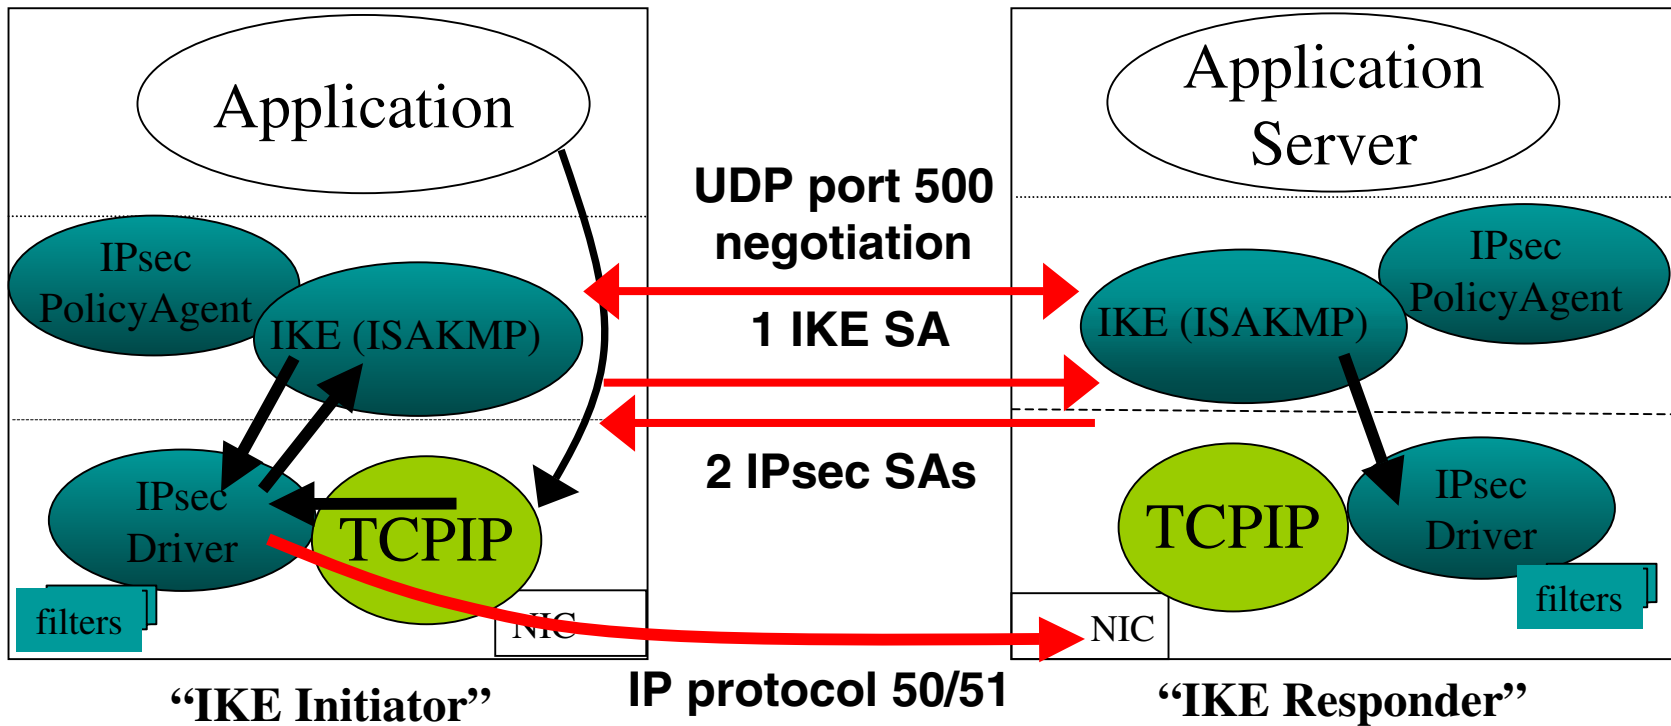 Application
IPsec
PolicyAgent
IKE (ISAKMP)
IPsec
Driver
TCPIP
filters
NIC
“IKE Initiator”
UDP port 500
negotiation
1 IKE SA
2 IPsec SAs
IP protocol 50/51
Application
Server
IPsec
PolicyAgent
IKE (ISAKMP)
TCPIP
IPsec
Driver
filters
NIC
“IKE Responder”